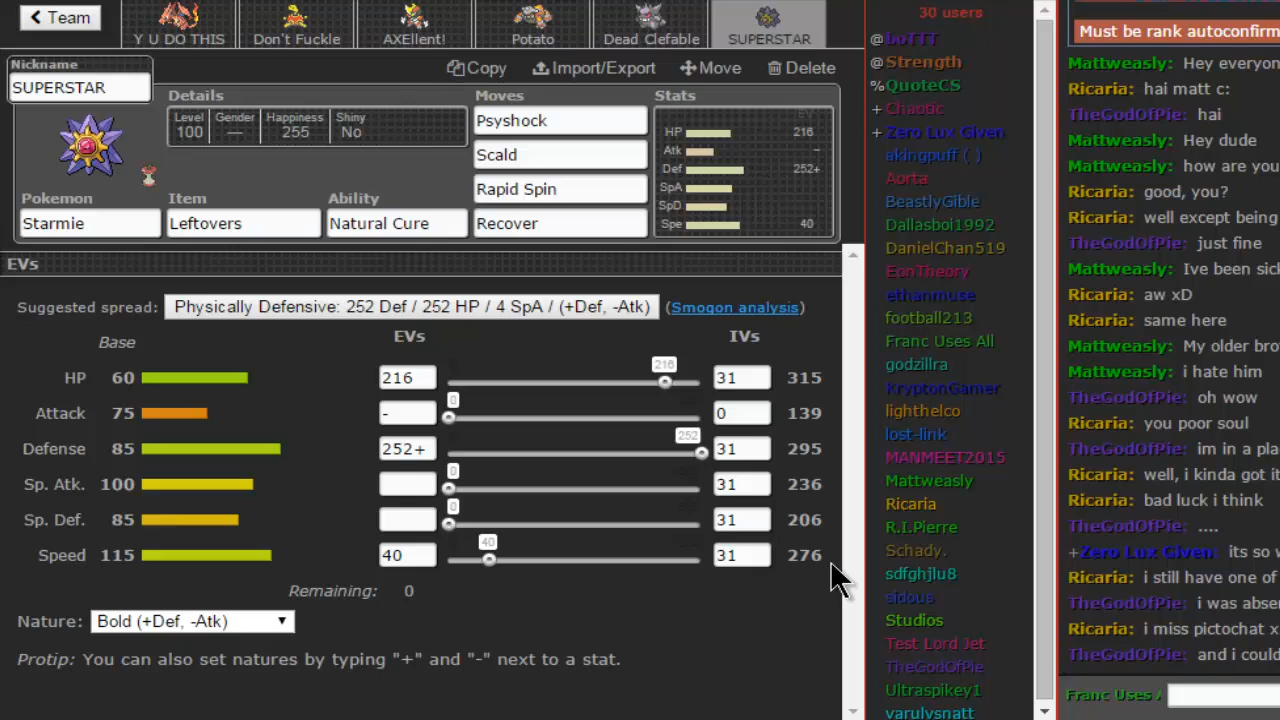 Team
Y U DO THIS
Don't Fuckle
AXEllent!
Potato
Dead Clefable
SUPERSTAR
Nickname
SUPERSTAR
Copy
Import/Export
Move
Delete
Details
Level
100
Gender
—
Happiness
255
Shiny
No
Moves
Psyshock
Scald
Rapid Spin
Recover
Stats
EV
HP 216
Atk -
Def 252+
SpA
SpD
Spe 40
Pokemon
Starmie
Item
Leftovers
Ability
Natural Cure
EVs
Suggested spread: Physically Defensive: 252 Def / 252 HP / 4 SpA / (+Def, -Atk) (Smogon analysis)
Base EVs IVs
HP 60 216 216 31 315
Attack 75 - 0 0 139
Defense 85 252+ 252 31 295
Sp. Atk. 100 0 31 236
Sp. Def. 85 0 31 206
Speed 115 40 40 31 276
Remaining: 0
Nature: Bold (+Def, -Atk)
Protip: You can also set natures by typing "+" and "-" next to a stat.
30 users
@boTTT
@Strength
%QuoteCS
+Chaotic
+Zero Lux Given
akingpuff ( )
Aorta
BeastlyGible
Dallasboi1992
DanielChan519
EonTheory
ethanmuse
football213
Franc Uses All
godzillra
KryptonGamer
lighthelco
lost-link
MANMEET2015
Mattweasly
Ricaria
R.I.Pierre
Schady.
sdfghjlu8
sidous
Studios
Test Lord Jet
TheGodOfPie
Ultraspikey1
varulvsnatt
Must be rank autoconfirm
Mattweasly: Hey everyon
Ricaria: hai matt c:
TheGodOfPie: hai
Mattweasly: Hey dude
Mattweasly: how are you
Ricaria: good, you?
Ricaria: well except being
TheGodOfPie: just fine
Mattweasly: Ive been sick
Ricaria: aw xD
Ricaria: same here
Mattweasly: My older bro
Mattweasly: i hate him
TheGodOfPie: oh wow
Ricaria: you poor soul
TheGodOfPie: im in a pla
Ricaria: well, i kinda got it
Ricaria: bad luck i think
TheGodOfPie: ....
+Zero Lux Given: its so w
Ricaria: i still have one of
TheGodOfPie: i was abse
Ricaria: i miss pictochat x
TheGodOfPie: and i could
Franc Uses A